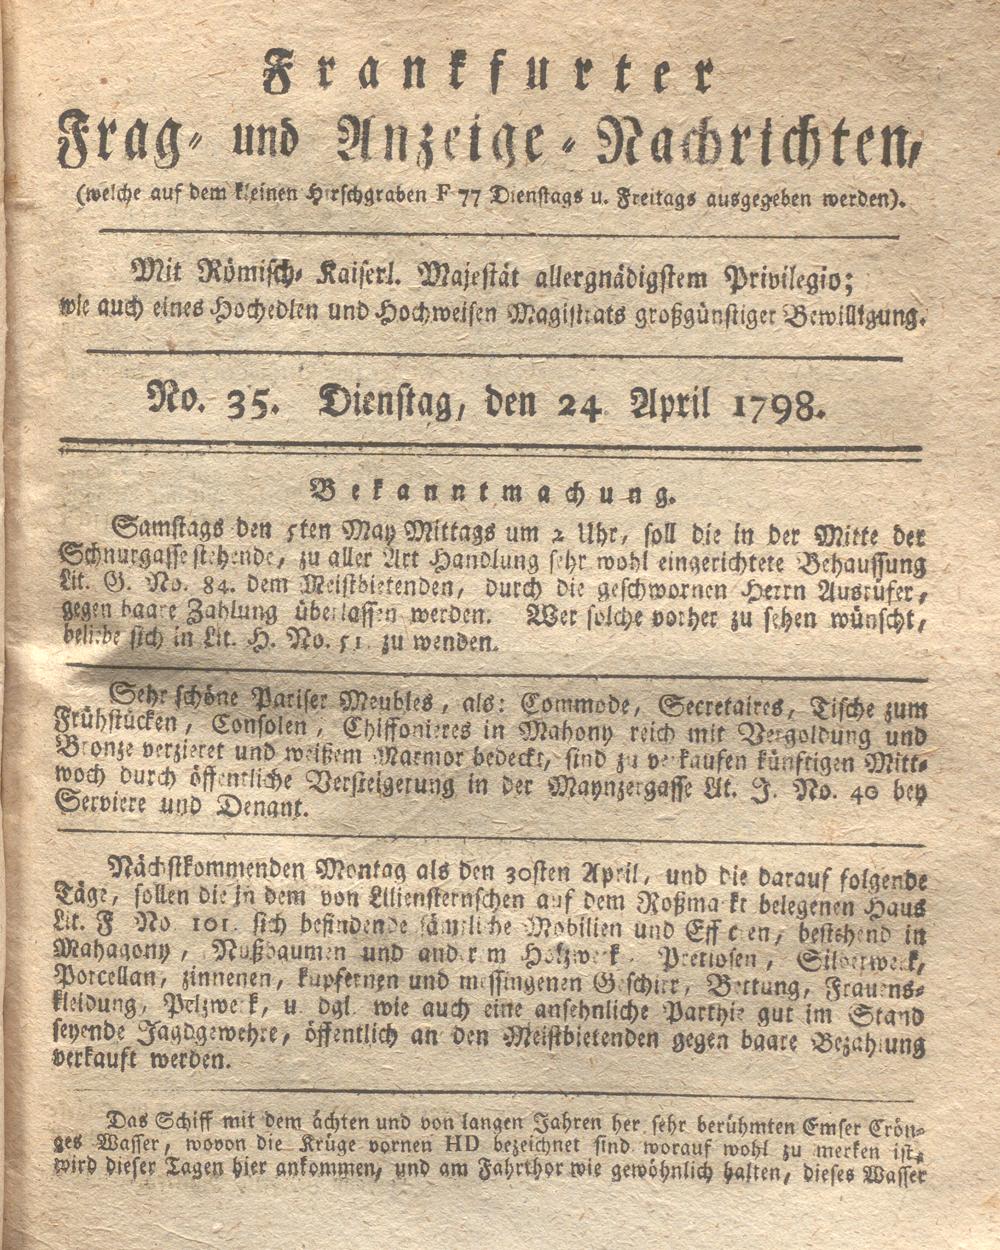 Frankfurter
Frag- und Anzeige-Nachrichten,
(welche auf dem kleinen Hirschgraben F 77 Dienstags u. Freitags ausgegeben werden).
Mit Römisch- Kaiserl. Majestät allergnädigstem Privilegio;
wie auch eines Hochedlen und Hochweisen Magistrats großgünstiger Bewilligung.
No. 35. Dienstag, den 24 April 1798.
Bekanntmachung.
Samstags den 5ten May Mittags um 2 Uhr, soll die in der Mitte der
Schnurgasse stehende, zu aller Art Handlung sehr wohl eingerichtete Behaussung
Lit. G. No. 84. dem Meistbietenden, durch die geschwornen Herrn Ausrufer,
gegen baare Zahlung überlassen werden. Wer solche vorher zu sehen wünscht,
beliebe sich in Lit. H. No. 51. zu wenden.
Sehr schöne Pariser Meubles, als: Commode, Secretaires, Tische zum
Frühstücken, Consolen, Chiffonieres in Mahony reich mit Vergoldung und
Bronze verzieret und weißem Marmor bedeckt, sind zu verkaufen künftigen Mitt-
woch durch öffentliche Versteigerung in der Maynzergasse Lit. J. No. 40 bey
Serviere und Denant.
Nächstkommenden Montag als den 30sten April, und die darauf folgende
Täge, sollen die in dem von Liliensternschen auf dem Roßmarkt belegenen Haus
Lit. F No 101. sich befindende sämtliche Mobilien und Effecten, bestehend in
Mahagony, Nußbaumen und anderm Holzwerk, Pretiosen, Silberwerk,
Porcellan, zinnenen, kupfernen und messingenen Geschirr, Bettung, Frauens-
kleidung, Pelzwerk, u. dgl. wie auch eine ansehnliche Parthie gut im Stand
seyende Jagdgewehre, öffentlich an den Meistbietenden gegen baare Bezahlung
verkauft werden.
Das Schiff mit dem ächten und von langen Jahren her sehr berühmten Emser Crön-
ges Wasser, wovon die Krüge vornen HD bezeichnet sind worauf wohl zu merken ist,
wird dieser Tagen hier ankommen, und am Fahrthor wie gewöhnlich halten, dieses Wasser